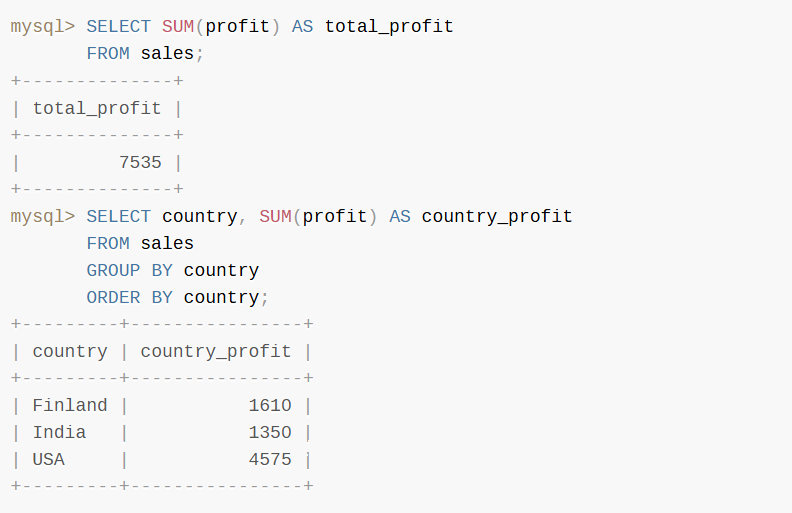 mysql> SELECT SUM(profit) AS total_profit
       FROM sales;
+--------------+
| total_profit |
+--------------+
|         7535 |
+--------------+
mysql> SELECT country, SUM(profit) AS country_profit
       FROM sales
       GROUP BY country
       ORDER BY country;
+---------+----------------+
| country | country_profit |
+---------+----------------+
| Finland |           1610 |
| India   |           1350 |
| USA     |           4575 |
+---------+----------------+